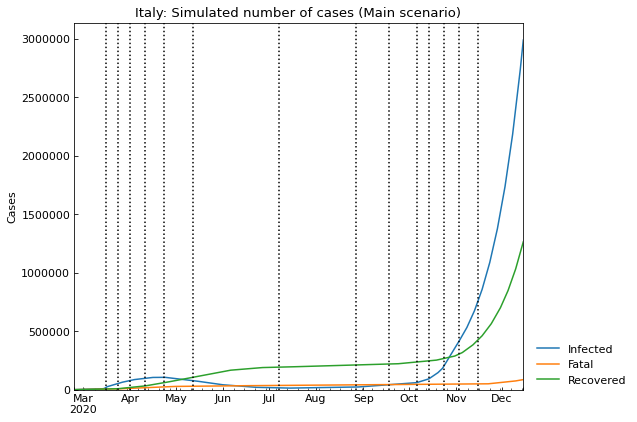 Italy: Simulated number of cases (Main scenario)
3000000
2500000
2000000
1500000
1000000
500000
0
Cases
Mar Apr May Jun Jul Aug Sep Oct Nov Dec
2020
Infected
Fatal
Recovered